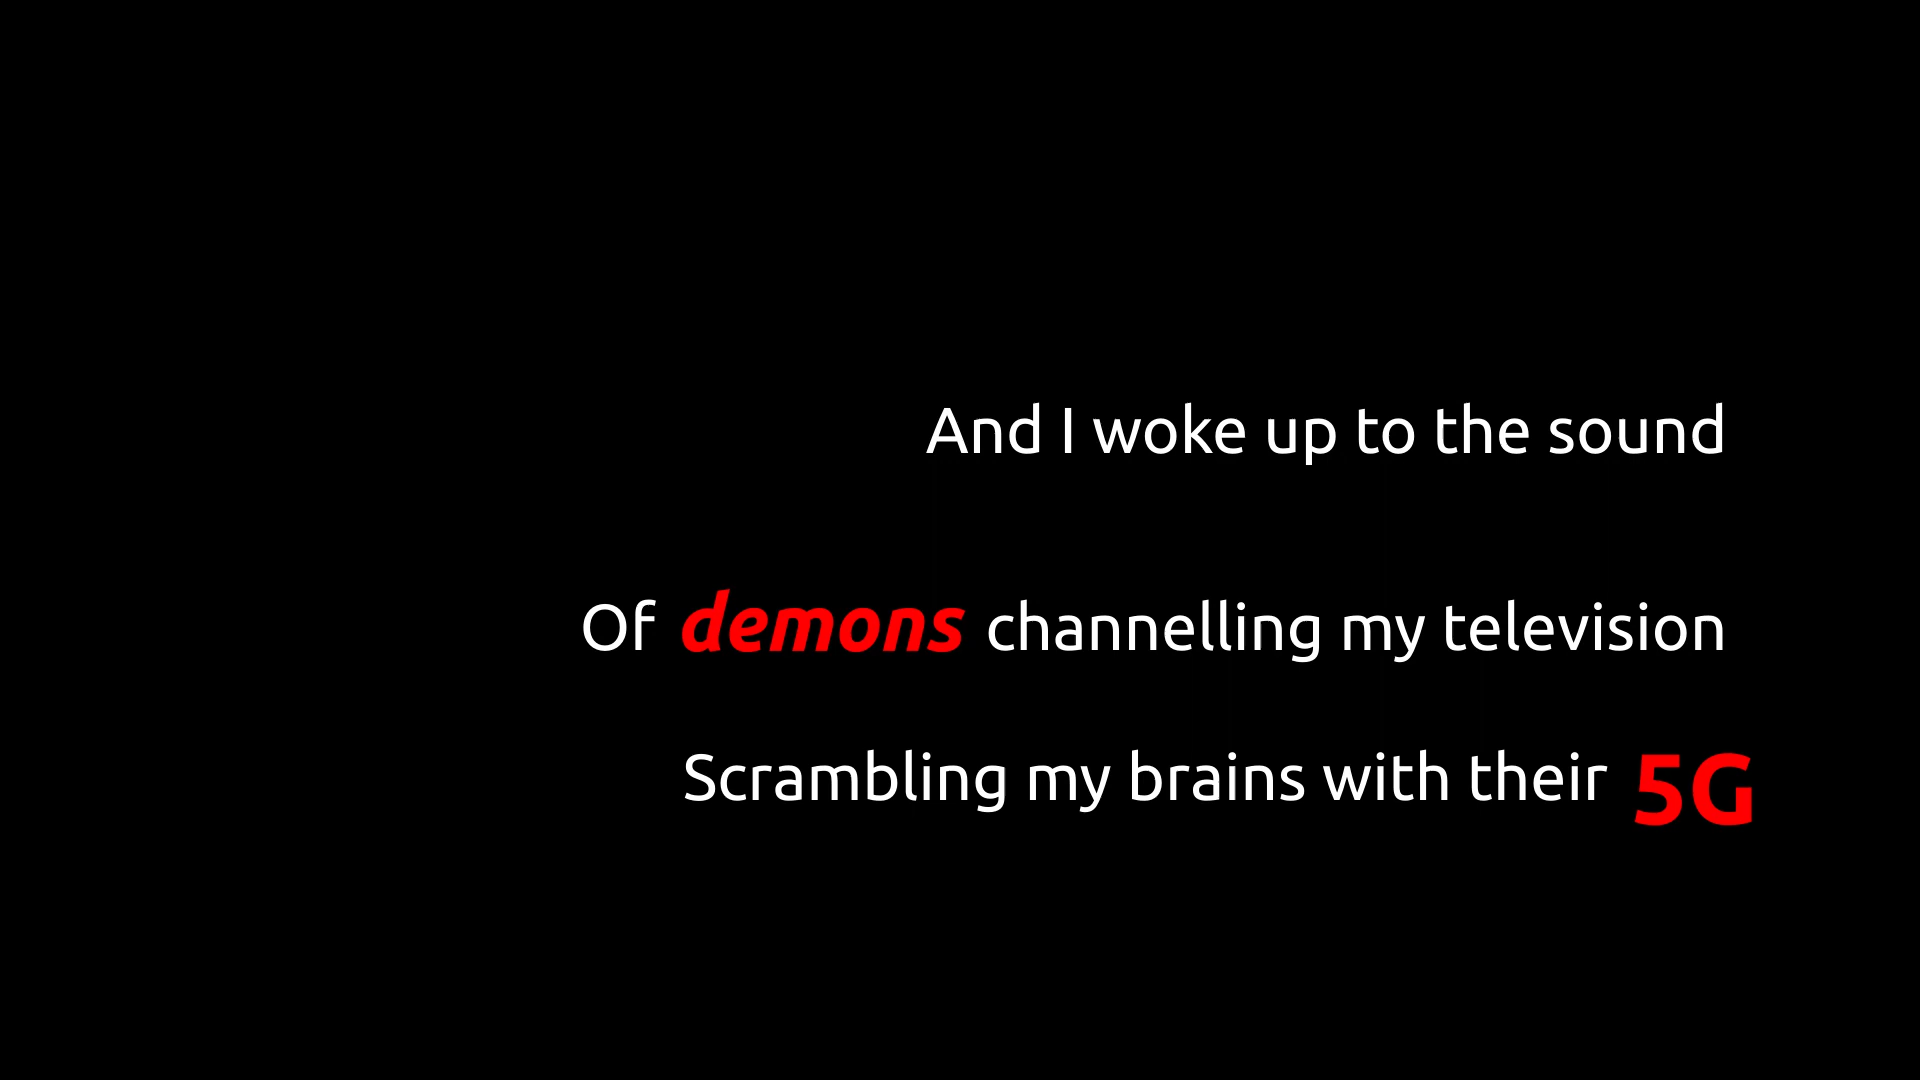 And I woke up to the sound
Of demons channelling my television
Scrambling my brains with their 5G